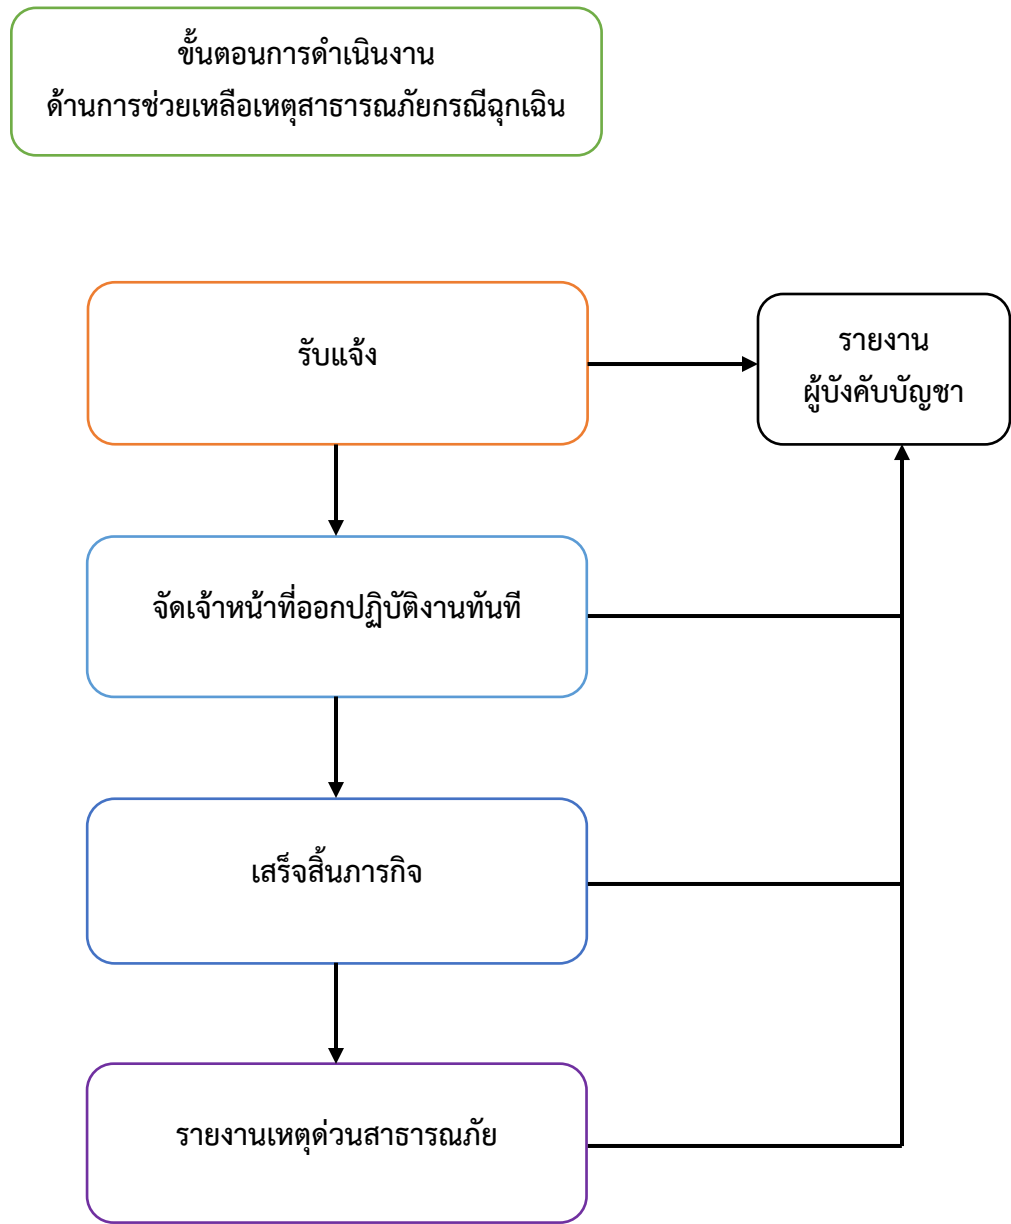 ขั้นตอนการดำเนินงาน
ด้านการช่วยเหลือเหตุสาธารณภัยกรณีฉุกเฉิน
รับแจ้ง
รายงาน
ผู้บังคับบัญชา
จัดเจ้าหน้าที่ออกปฏิบัติงานทันที
เสร็จสิ้นภารกิจ
รายงานเหตุด่วนสาธารณภัย